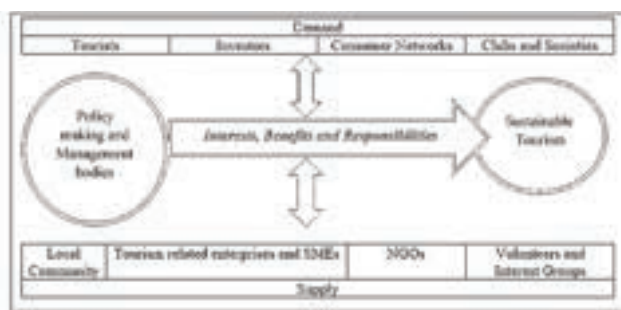 Demand
Tourists Investors Consumer Networks Clubs and Societies
Policy
making and
Management
bodies
Interests, Benefits and Responsibilities
Sustainable
Tourism
Local
Community
Tourism related enterprises and SMEs
NGOs
Volunteers and
Interest Groups
Supply